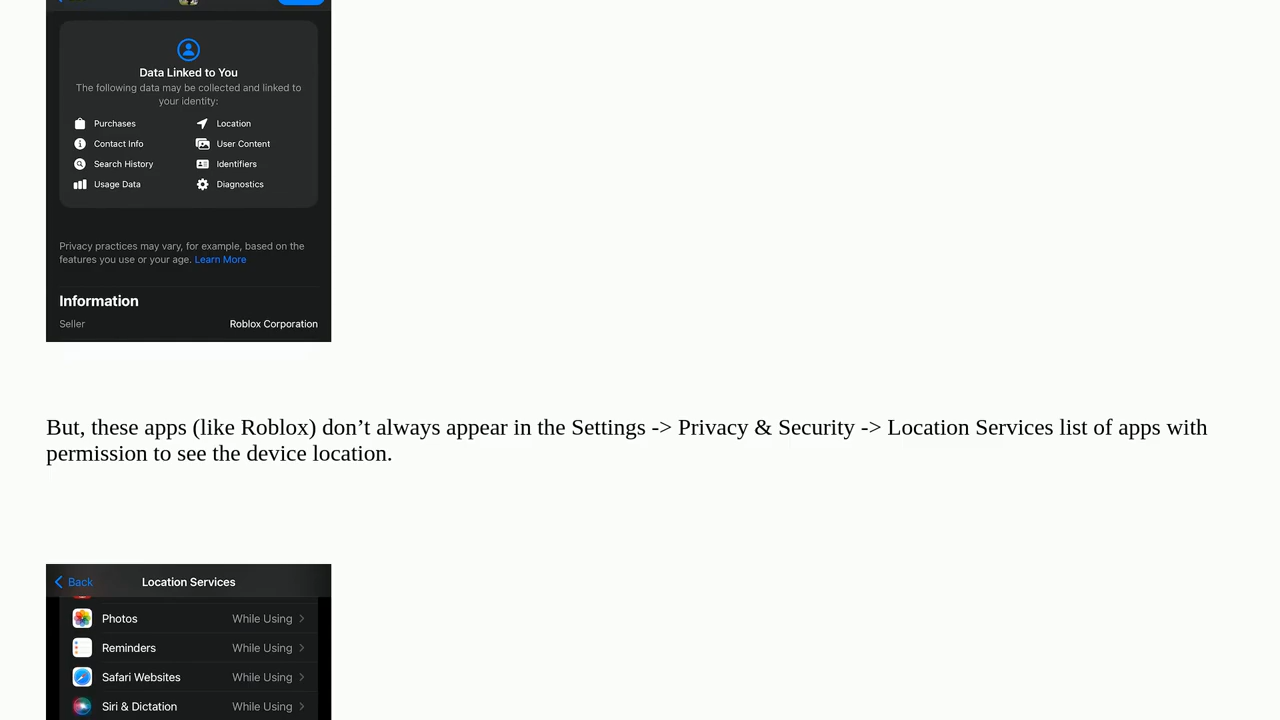 Data Linked to You
The following data may be collected and linked to
your identity:
Purchases
Location
Contact Info
User Content
Search History
Identifiers
Usage Data
Diagnostics
Privacy practices may vary, for example, based on the
features you use or your age. Learn More
Information
Seller
Roblox Corporation
But, these apps (like Roblox) don’t always appear in the Settings -> Privacy & Security -> Location Services list of apps with
permission to see the device location.
Back
Location Services
Photos
While Using
Reminders
While Using
Safari Websites
While Using
Siri & Dictation
While Using